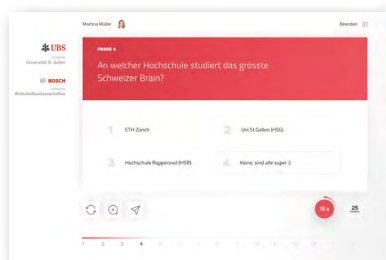 Martina Müller
Beenden
UBS
Universität St. Gallen
BOSCH
Wirtschaftswissenschaften
FRAGE 4
An welcher Hochschule studiert das grösste
Schweizer Brain?
1 ETH Zürich
2 Uni St.Gallen (HSG)
3 Hochschule Rapperswil (HSR)
4 Keine, sind alle super :)
15 s
25
1 2 3 4